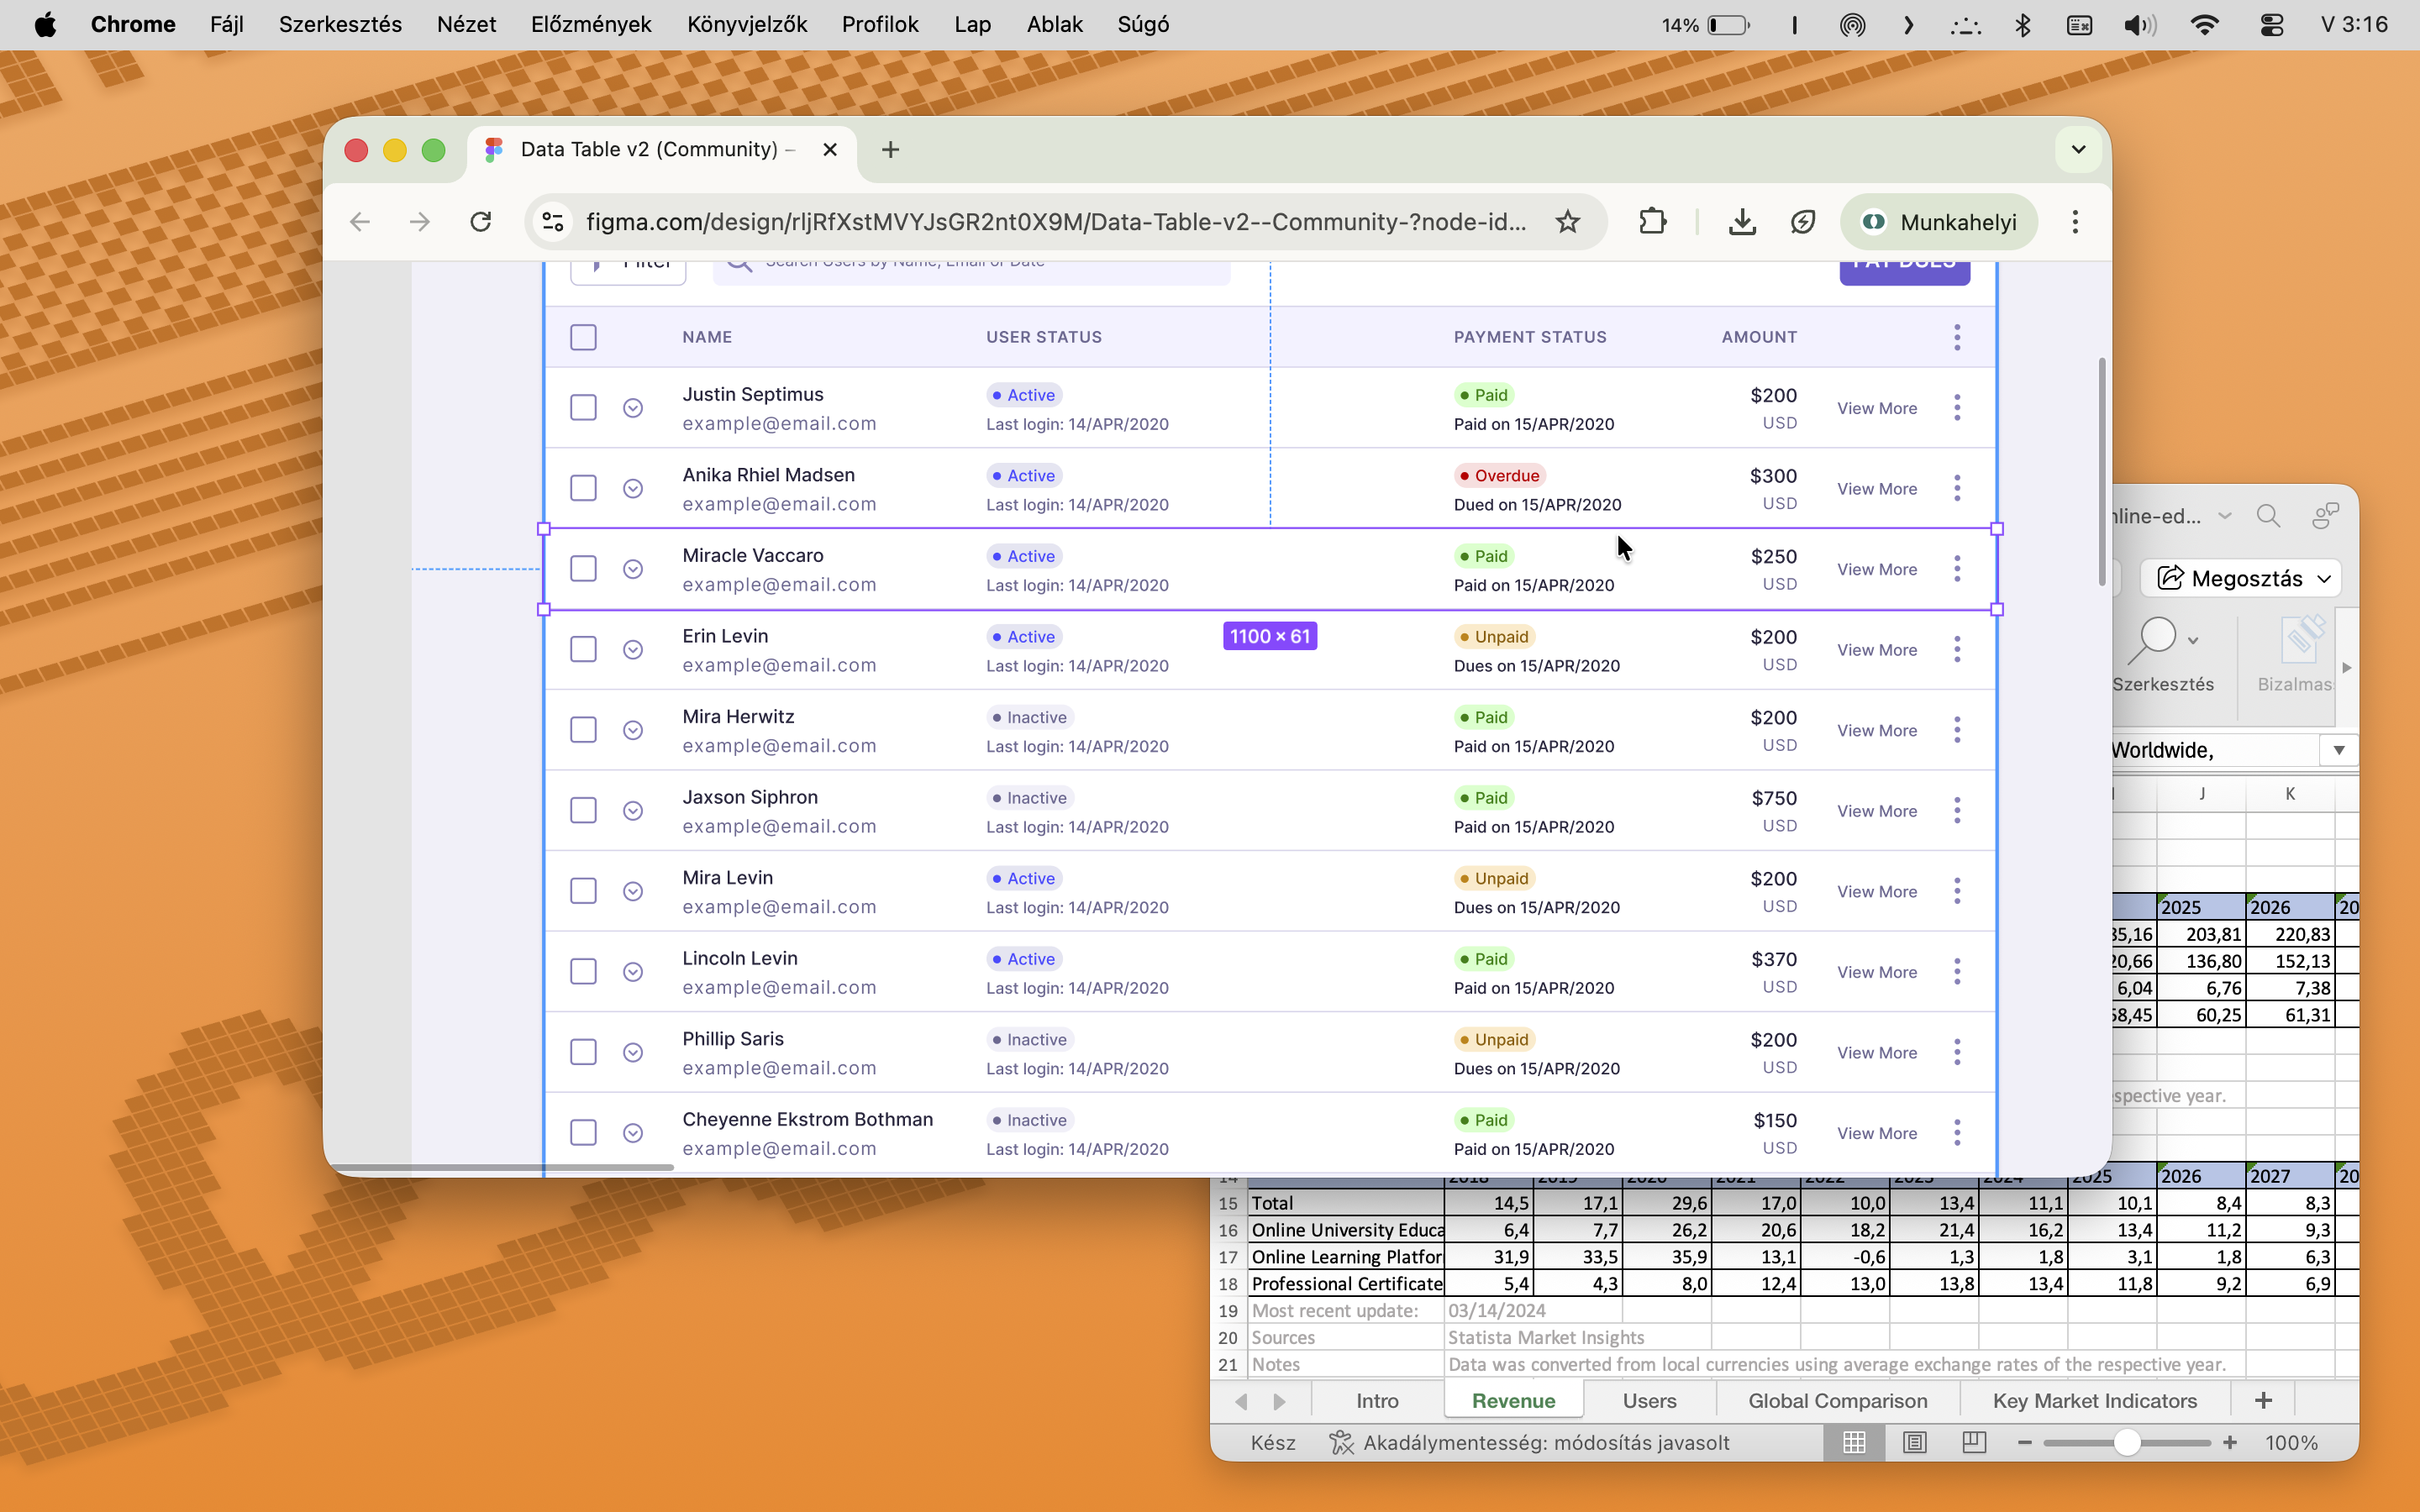 Chrome Fájl Szerkesztés Nézet Előzmények Könyvjelzők Profilok Lap Ablak Súgó 14% V 3:16
Data Table v2 (Community) –
figma.com/design/rljRfXstMVYJsGR2nt0X9M/Data-Table-v2--Community-?node-id... Munkahelyi
Filter Search Users by Name, Email or Date PAY DUES
NAME USER STATUS PAYMENT STATUS AMOUNT
Justin Septimus Active Paid $200
example@email.com Last login: 14/APR/2020 Paid on 15/APR/2020 USD View More
Anika Rhiel Madsen Active Overdue $300
example@email.com Last login: 14/APR/2020 Dued on 15/APR/2020 USD View More
Miracle Vaccaro Active Paid $250
example@email.com Last login: 14/APR/2020 Paid on 15/APR/2020 USD View More
1100 × 61
Erin Levin Active Unpaid $200
example@email.com Last login: 14/APR/2020 Dues on 15/APR/2020 USD View More
Mira Herwitz Inactive Paid $200
example@email.com Last login: 14/APR/2020 Paid on 15/APR/2020 USD View More
Jaxson Siphron Inactive Paid $750
example@email.com Last login: 14/APR/2020 Paid on 15/APR/2020 USD View More
Mira Levin Active Unpaid $200
example@email.com Last login: 14/APR/2020 Dues on 15/APR/2020 USD View More
Lincoln Levin Active Paid $370
example@email.com Last login: 14/APR/2020 Paid on 15/APR/2020 USD View More
Phillip Saris Inactive Unpaid $200
example@email.com Last login: 14/APR/2020 Dues on 15/APR/2020 USD View More
Cheyenne Ekstrom Bothman Inactive Paid $150
example@email.com Last login: 14/APR/2020 Paid on 15/APR/2020 USD View More
nline-ed...
Megosztás
Szerkesztés Bizalmas
Worldwide,
J K
2025 2026 20
35,16 203,81 220,83
20,66 136,80 152,13
6,04 6,76 7,38
58,45 60,25 61,31
spective year.
14 2018 2019 2020 2021 2022 2023 2024 2025 2026 2027 20
15 Total 14,5 17,1 29,6 17,0 10,0 13,4 11,1 10,1 8,4 8,3
16 Online University Educa 6,4 7,7 26,2 20,6 18,2 21,4 16,2 13,4 11,2 9,3
17 Online Learning Platfor 31,9 33,5 35,9 13,1 -0,6 1,3 1,8 3,1 1,8 6,3
18 Professional Certificate 5,4 4,3 8,0 12,4 13,0 13,8 13,4 11,8 9,2 6,9
19 Most recent update: 03/14/2024
20 Sources Statista Market Insights
21 Notes Data was converted from local currencies using average exchange rates of the respective year.
Intro Revenue Users Global Comparison Key Market Indicators
Kész Akadálymentesség: módosítás javasolt 100%